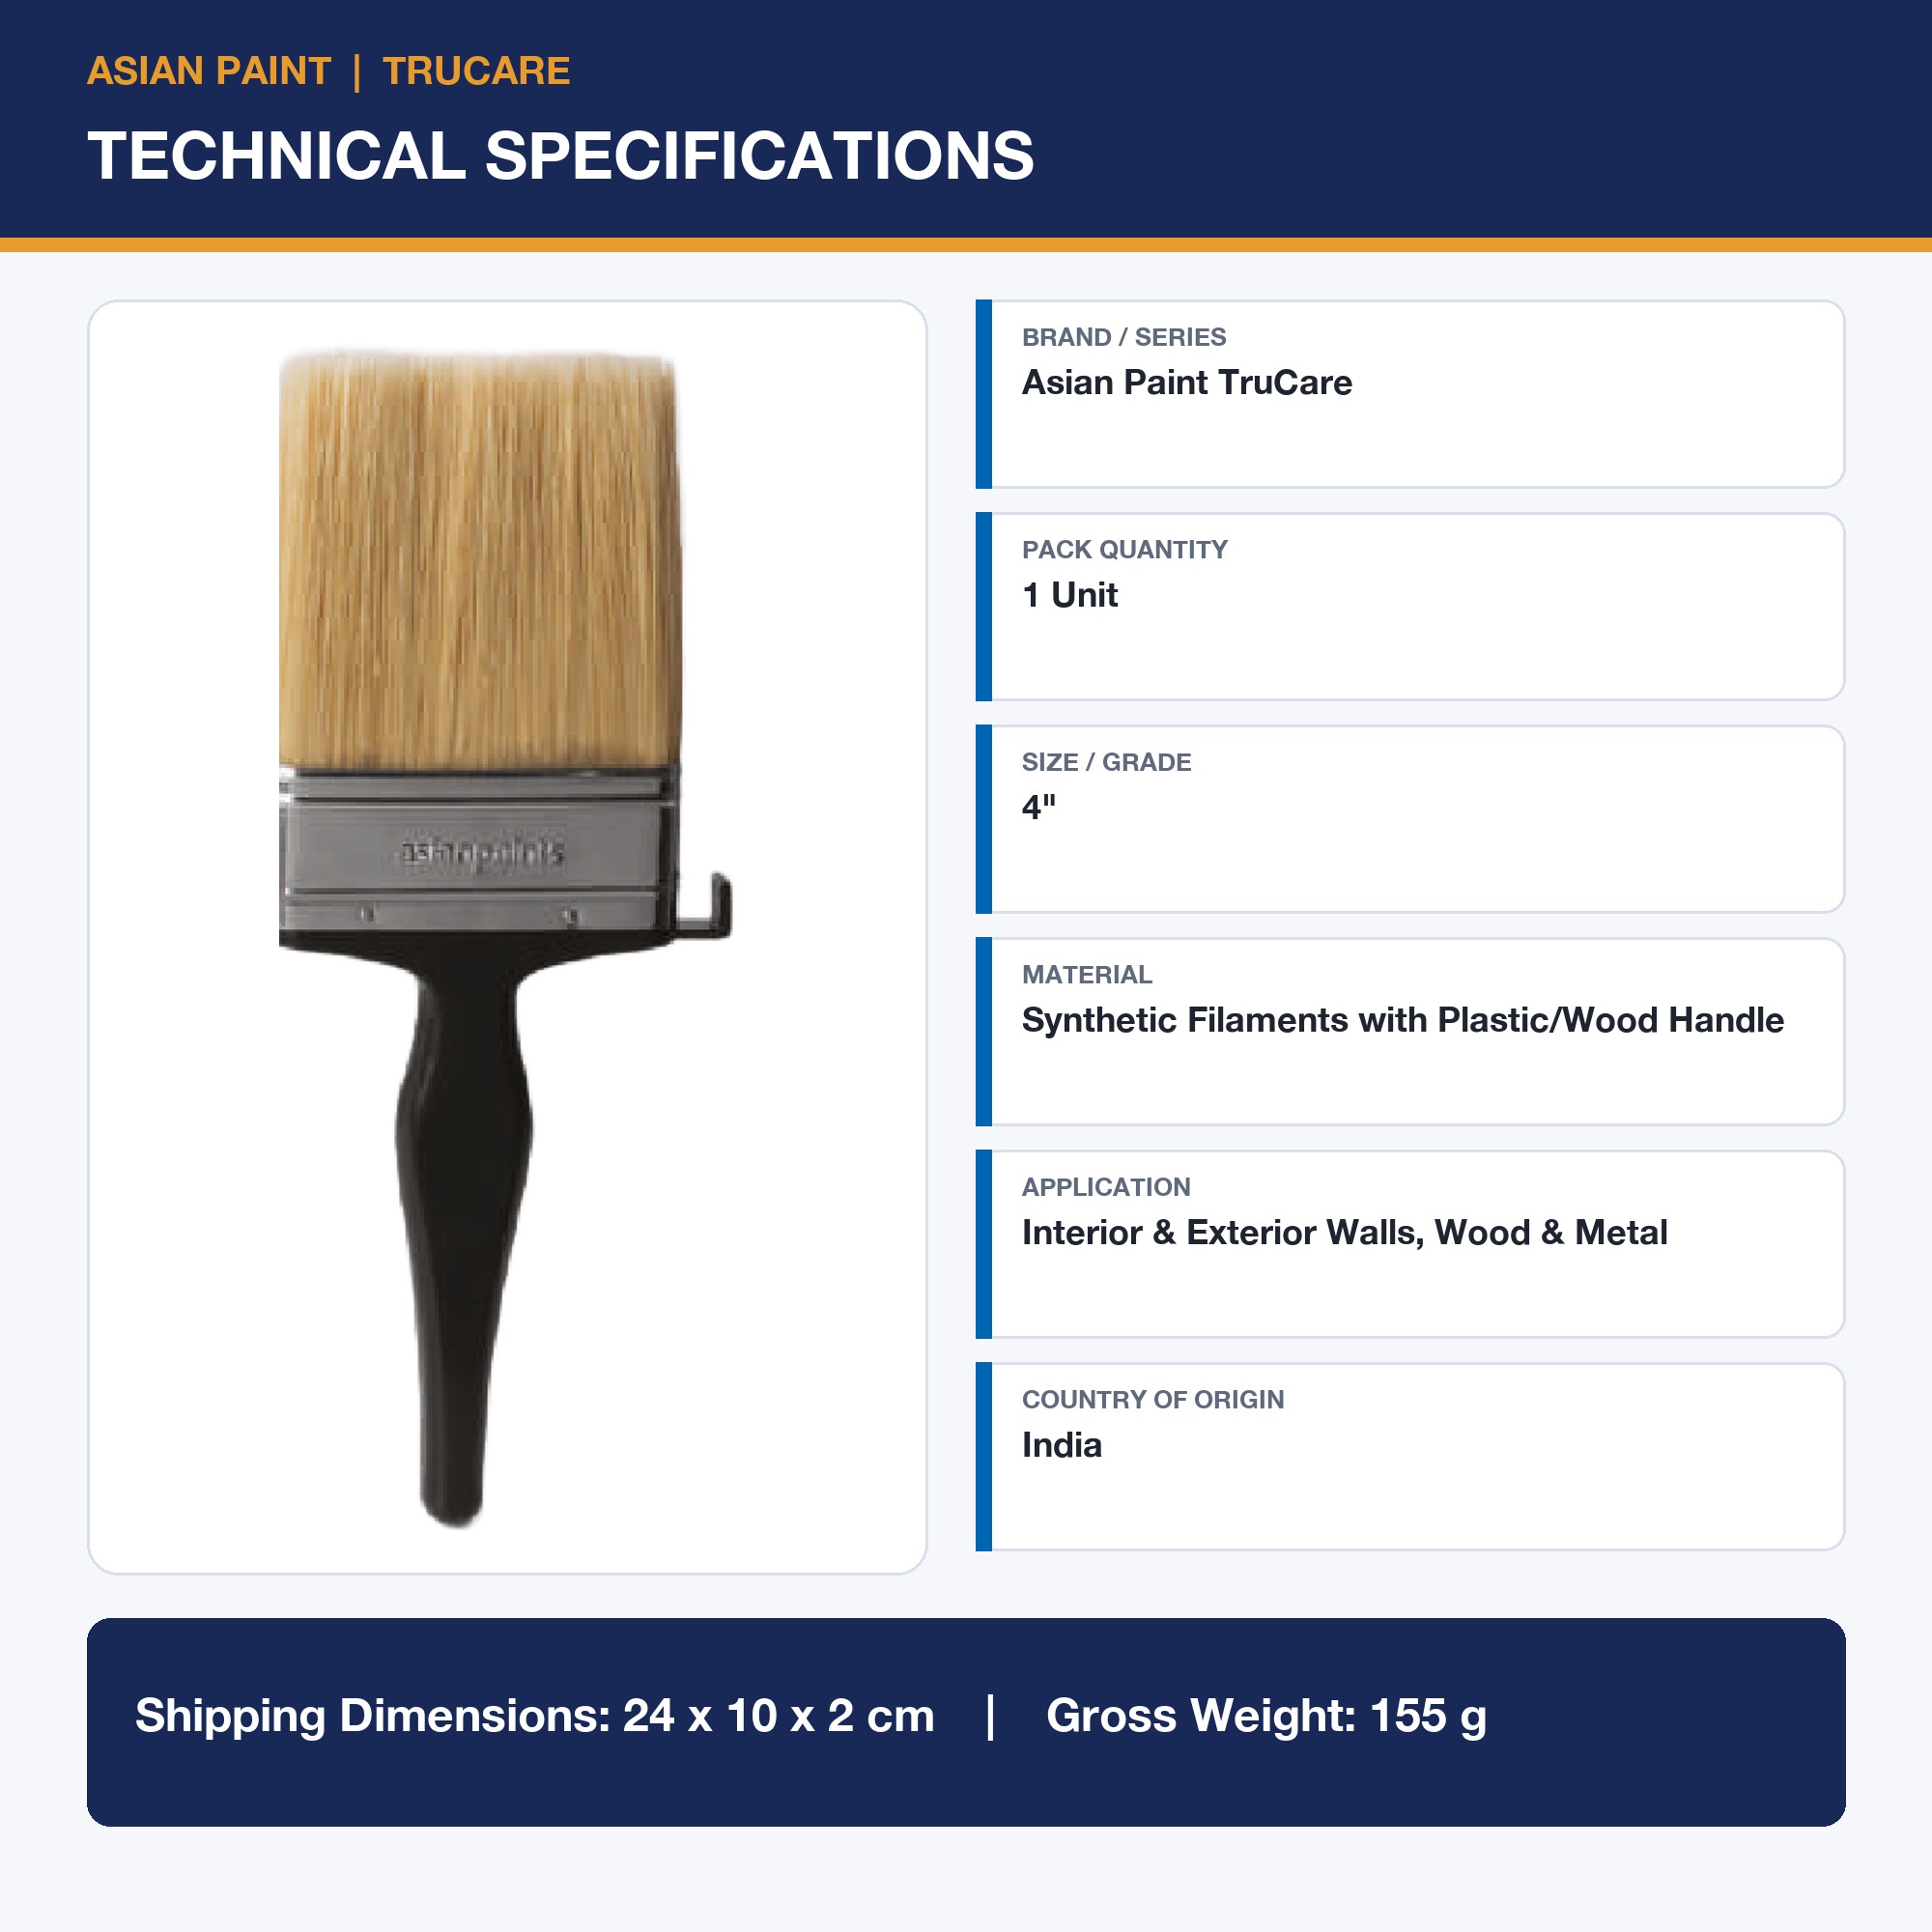 ASIAN PAINT | TRUCARE
TECHNICAL SPECIFICATIONS
asianpaints
BRAND / SERIES
Asian Paint TruCare
PACK QUANTITY
1 Unit
SIZE / GRADE
4"
MATERIAL
Synthetic Filaments with Plastic/Wood Handle
APPLICATION
Interior & Exterior Walls, Wood & Metal
COUNTRY OF ORIGIN
India
Shipping Dimensions: 24 x 10 x 2 cm | Gross Weight: 155 g